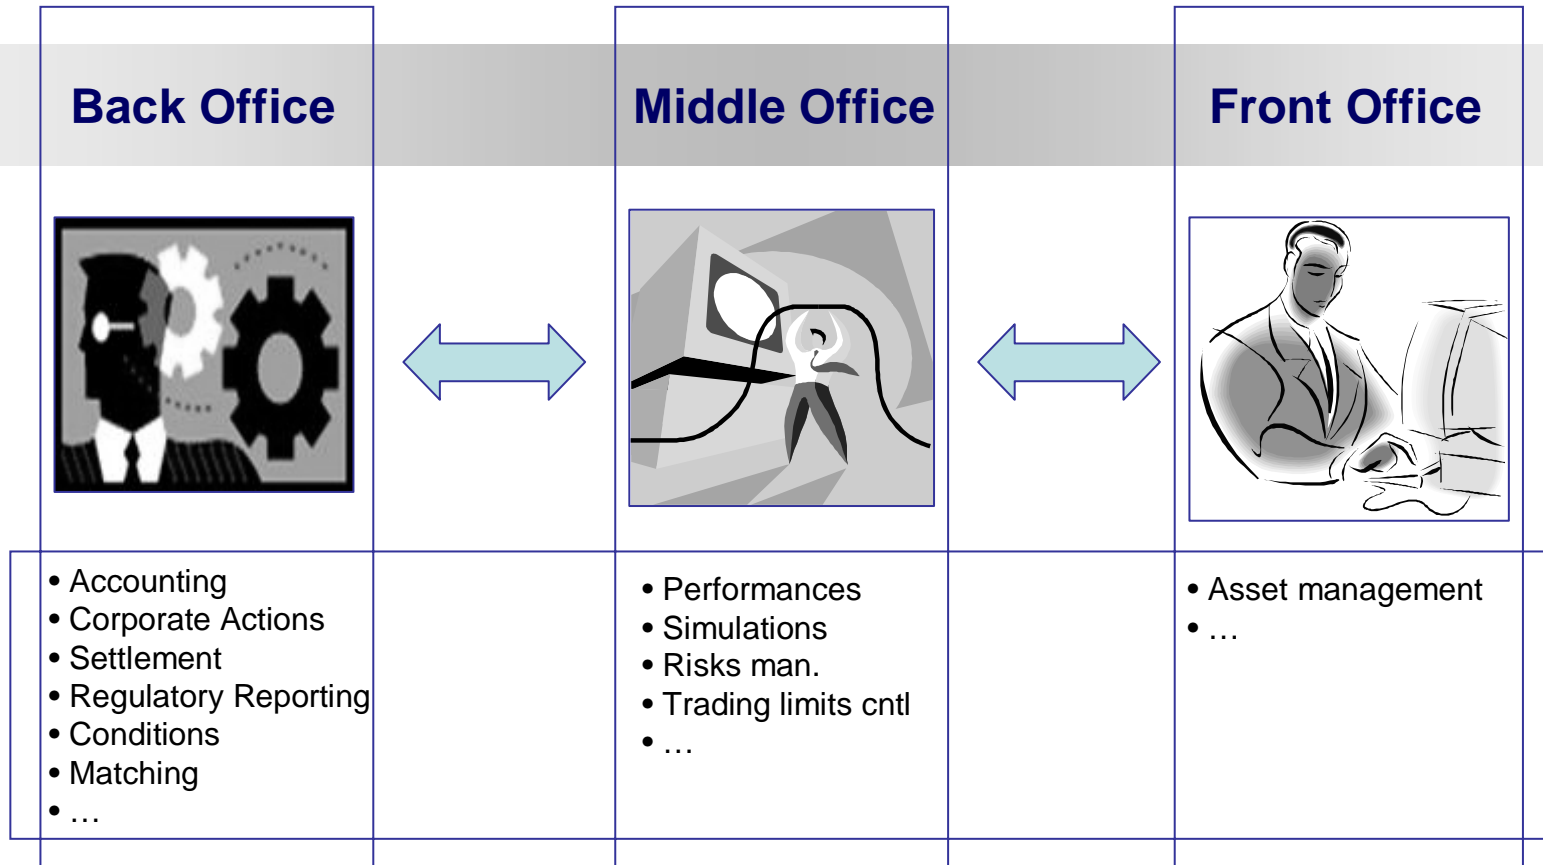 Back Office
Middle Office
Front Office
• Accounting
• Corporate Actions
• Settlement
• Regulatory Reporting
• Conditions
• Matching
• …
• Performances
• Simulations
• Risks man.
• Trading limits cntl
• …
• Asset management
• …